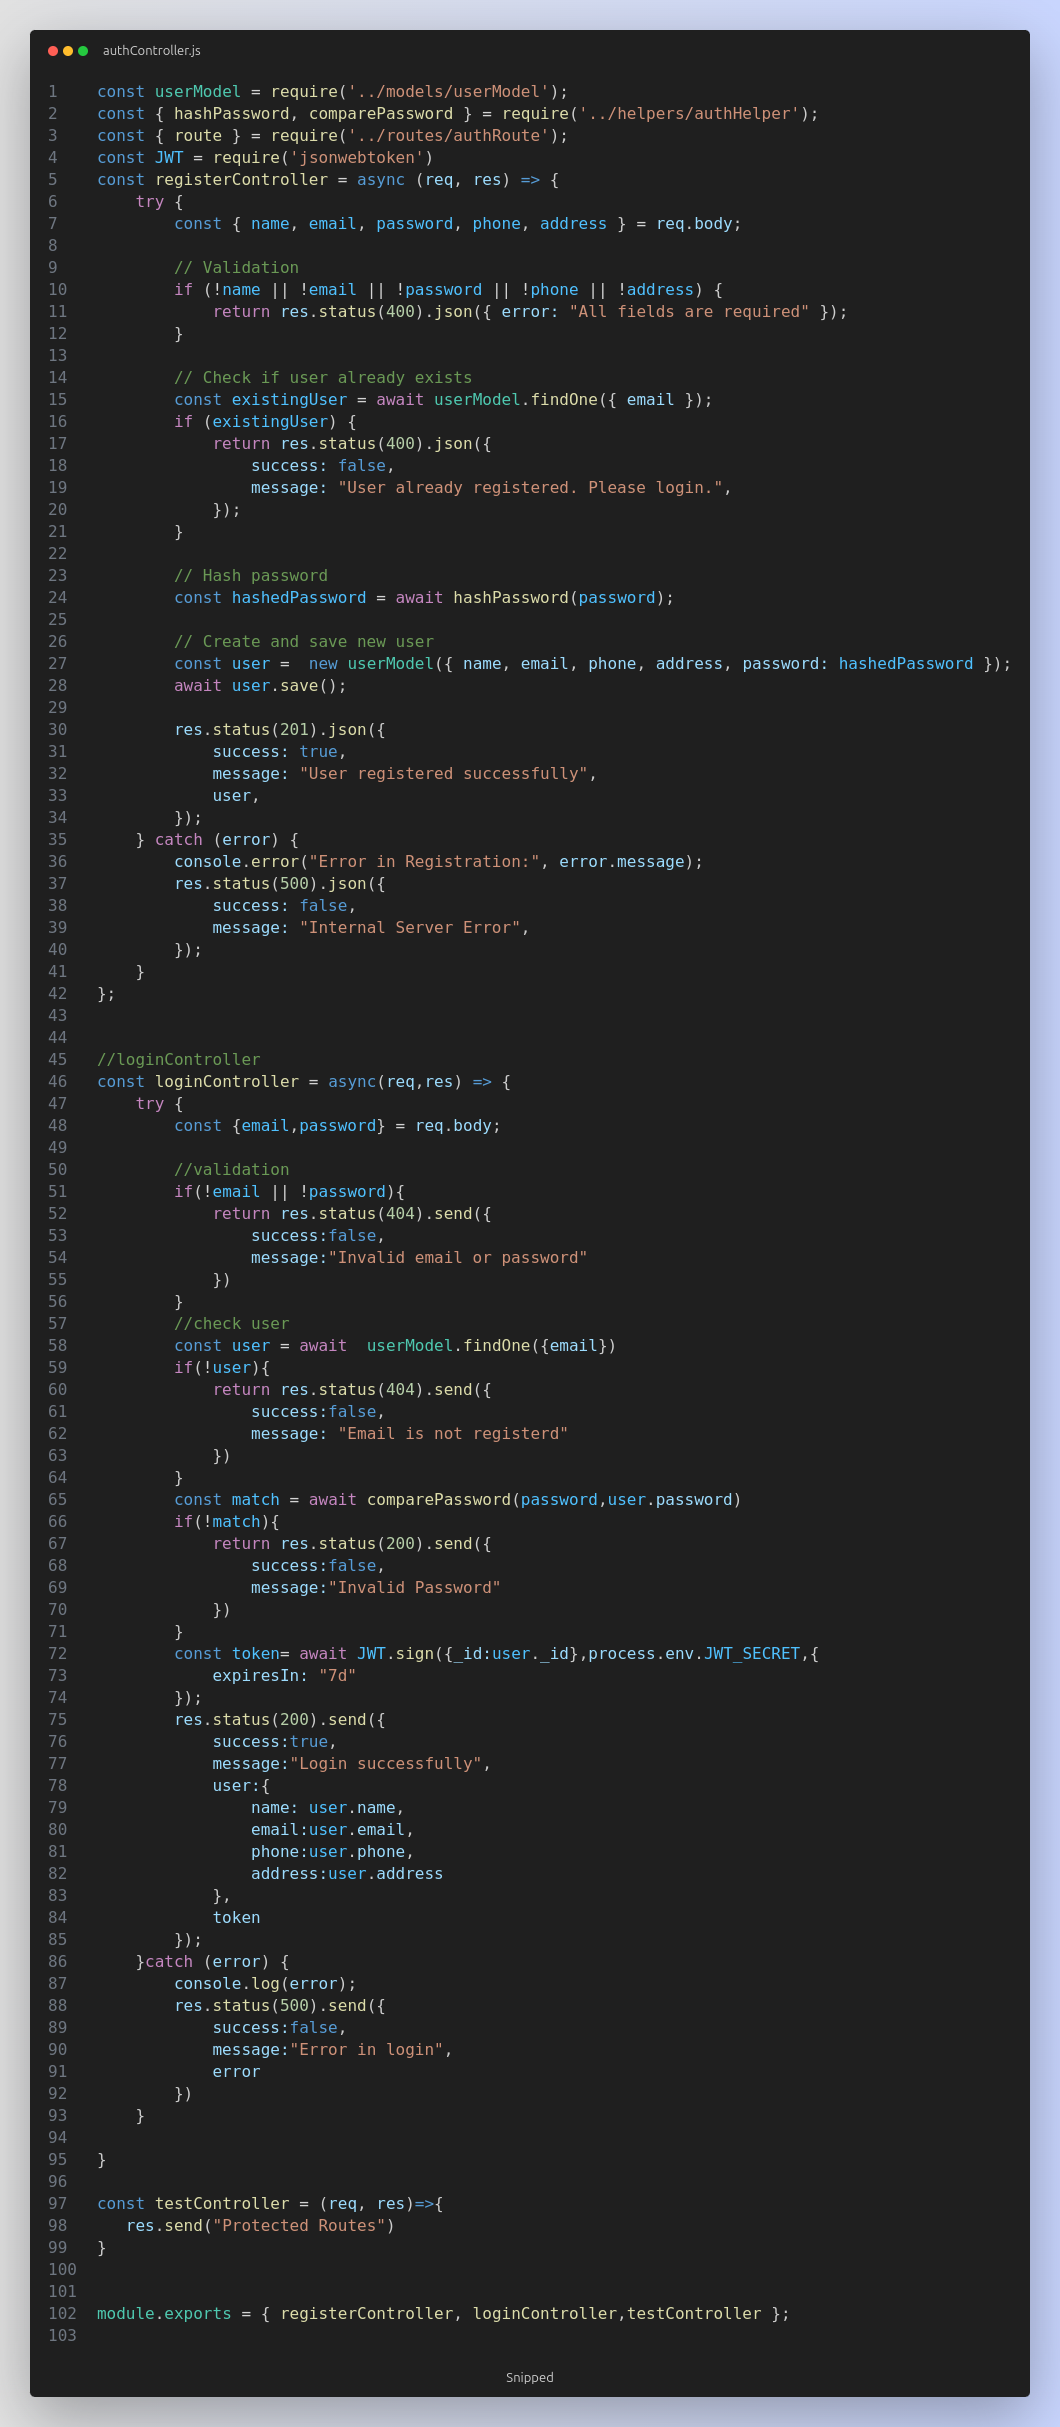 authController.js
1 const userModel = require('../models/userModel');
2 const { hashPassword, comparePassword } = require('../helpers/authHelper');
3 const { route } = require('../routes/authRoute');
4 const JWT = require('jsonwebtoken')
5 const registerController = async (req, res) => {
6     try {
7         const { name, email, password, phone, address } = req.body;
8
9         // Validation
10         if (!name || !email || !password || !phone || !address) {
11             return res.status(400).json({ error: "All fields are required" });
12         }
13
14         // Check if user already exists
15         const existingUser = await userModel.findOne({ email });
16         if (existingUser) {
17             return res.status(400).json({
18                 success: false,
19                 message: "User already registered. Please login.",
20             });
21         }
22
23         // Hash password
24         const hashedPassword = await hashPassword(password);
25
26         // Create and save new user
27         const user =  new userModel({ name, email, phone, address, password: hashedPassword });
28         await user.save();
29
30         res.status(201).json({
31             success: true,
32             message: "User registered successfully",
33             user,
34         });
35     } catch (error) {
36         console.error("Error in Registration:", error.message);
37         res.status(500).json({
38             success: false,
39             message: "Internal Server Error",
40         });
41     }
42 };
43
44
45 //loginController
46 const loginController = async(req,res) => {
47     try {
48         const {email,password} = req.body;
49
50         //validation
51         if(!email || !password){
52             return res.status(404).send({
53                 success:false,
54                 message:"Invalid email or password"
55             })
56         }
57         //check user
58         const user = await  userModel.findOne({email})
59         if(!user){
60             return res.status(404).send({
61                 success:false,
62                 message: "Email is not registerd"
63             })
64         }
65         const match = await comparePassword(password,user.password)
66         if(!match){
67             return res.status(200).send({
68                 success:false,
69                 message:"Invalid Password"
70             })
71         }
72         const token= await JWT.sign({_id:user._id},process.env.JWT_SECRET,{
73             expiresIn: "7d"
74         });
75         res.status(200).send({
76             success:true,
77             message:"Login successfully",
78             user:{
79                 name: user.name,
80                 email:user.email,
81                 phone:user.phone,
82                 address:user.address
83             },
84             token
85         });
86     }catch (error) {
87         console.log(error);
88         res.status(500).send({
89             success:false,
90             message:"Error in login",
91             error
92         })
93     }
94
95 }
96
97 const testController = (req, res)=>{
98    res.send("Protected Routes")
99 }
100
101
102 module.exports = { registerController, loginController,testController };
103
Snipped